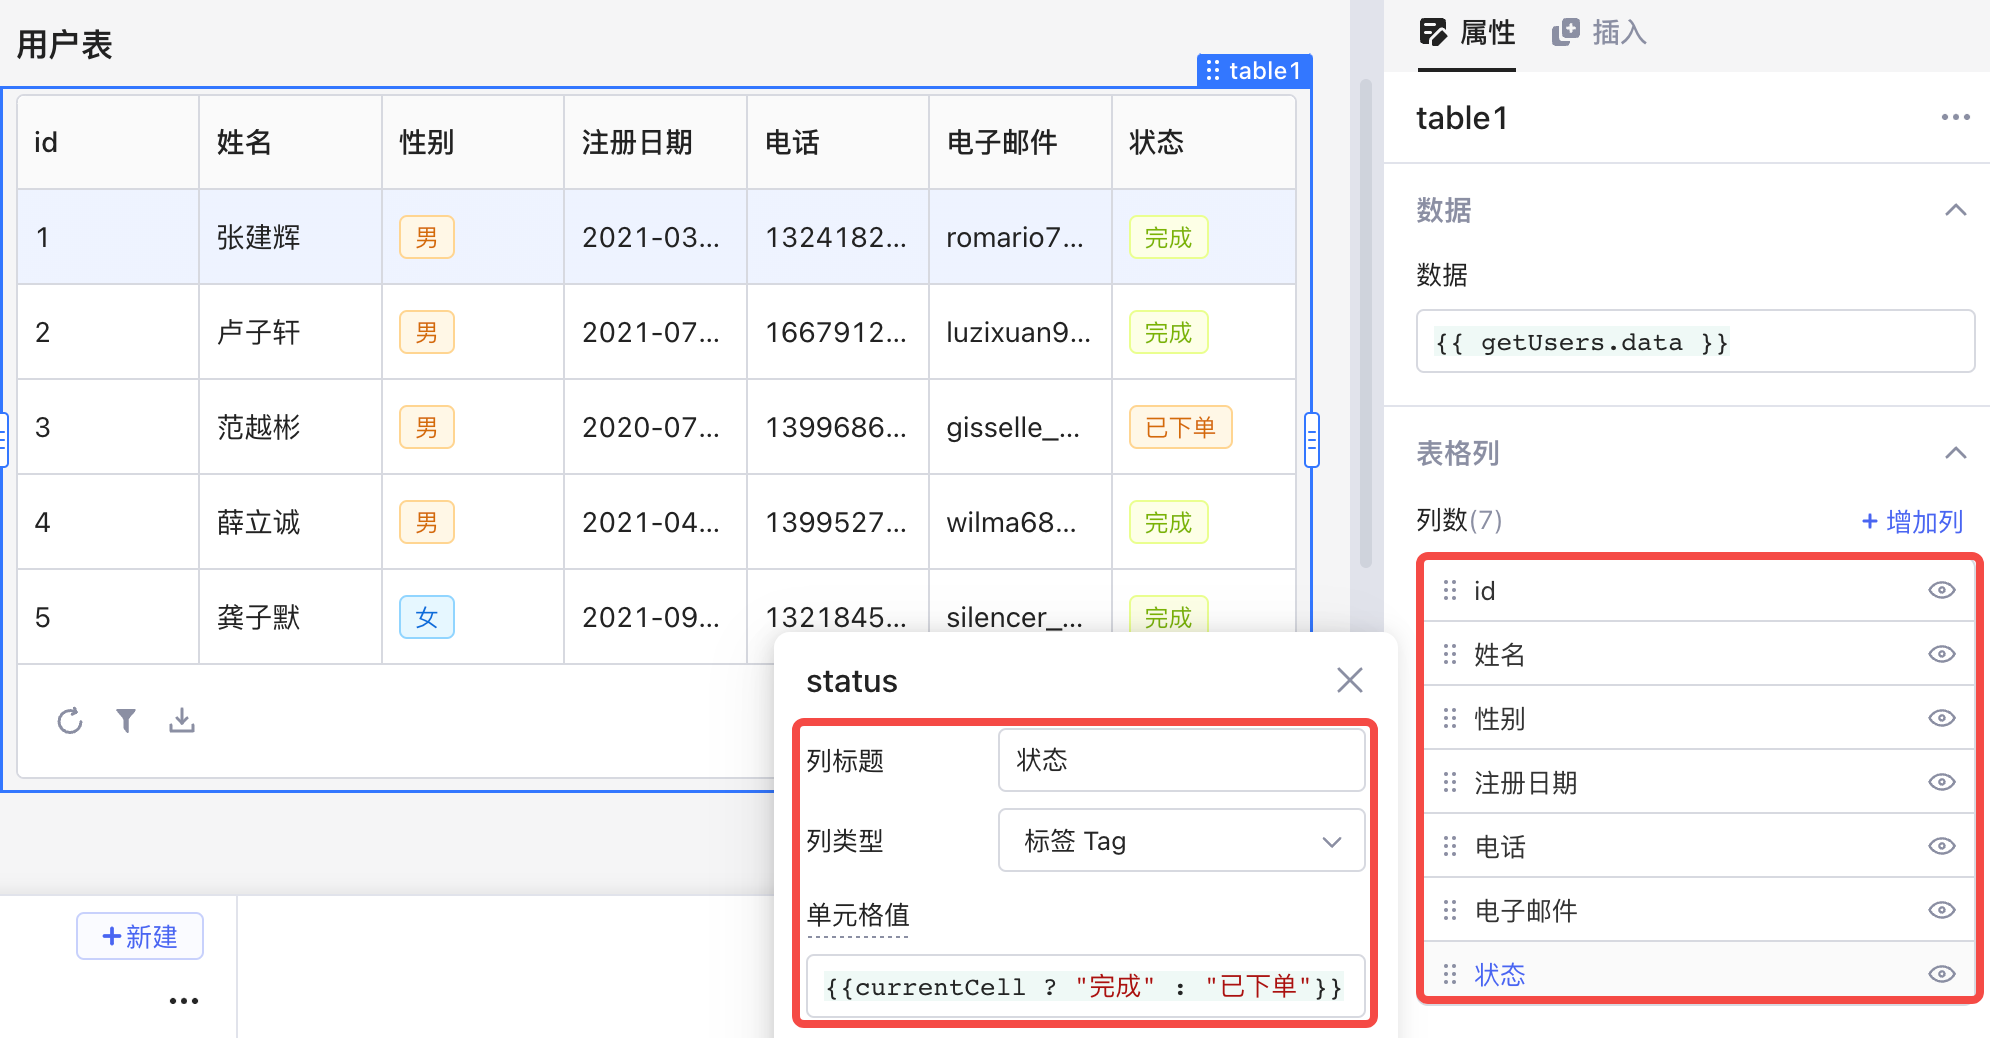 用户表
table1
id 姓名 性别 注册日期 电话 电子邮件 状态
1 张建辉 男 2021-03... 1324182... romario7... 完成
2 卢子轩 男 2021-07... 1667912... luzixuan9... 完成
3 范越彬 男 2020-07... 1399686... gisselle_... 已下单
4 薛立诚 男 2021-04... 1399527... wilma68... 完成
5 龚子默 女 2021-09... 1321845... silencer_... 完成
+新建
•••
status
列标题 状态
列类型 标签 Tag
单元格值
{{currentCell ? "完成" : "已下单"}}
属性 插入
table1
数据
数据
{{ getUsers.data }}
表格列
列数(7) + 增加列
id
姓名
性别
注册日期
电话
电子邮件
状态